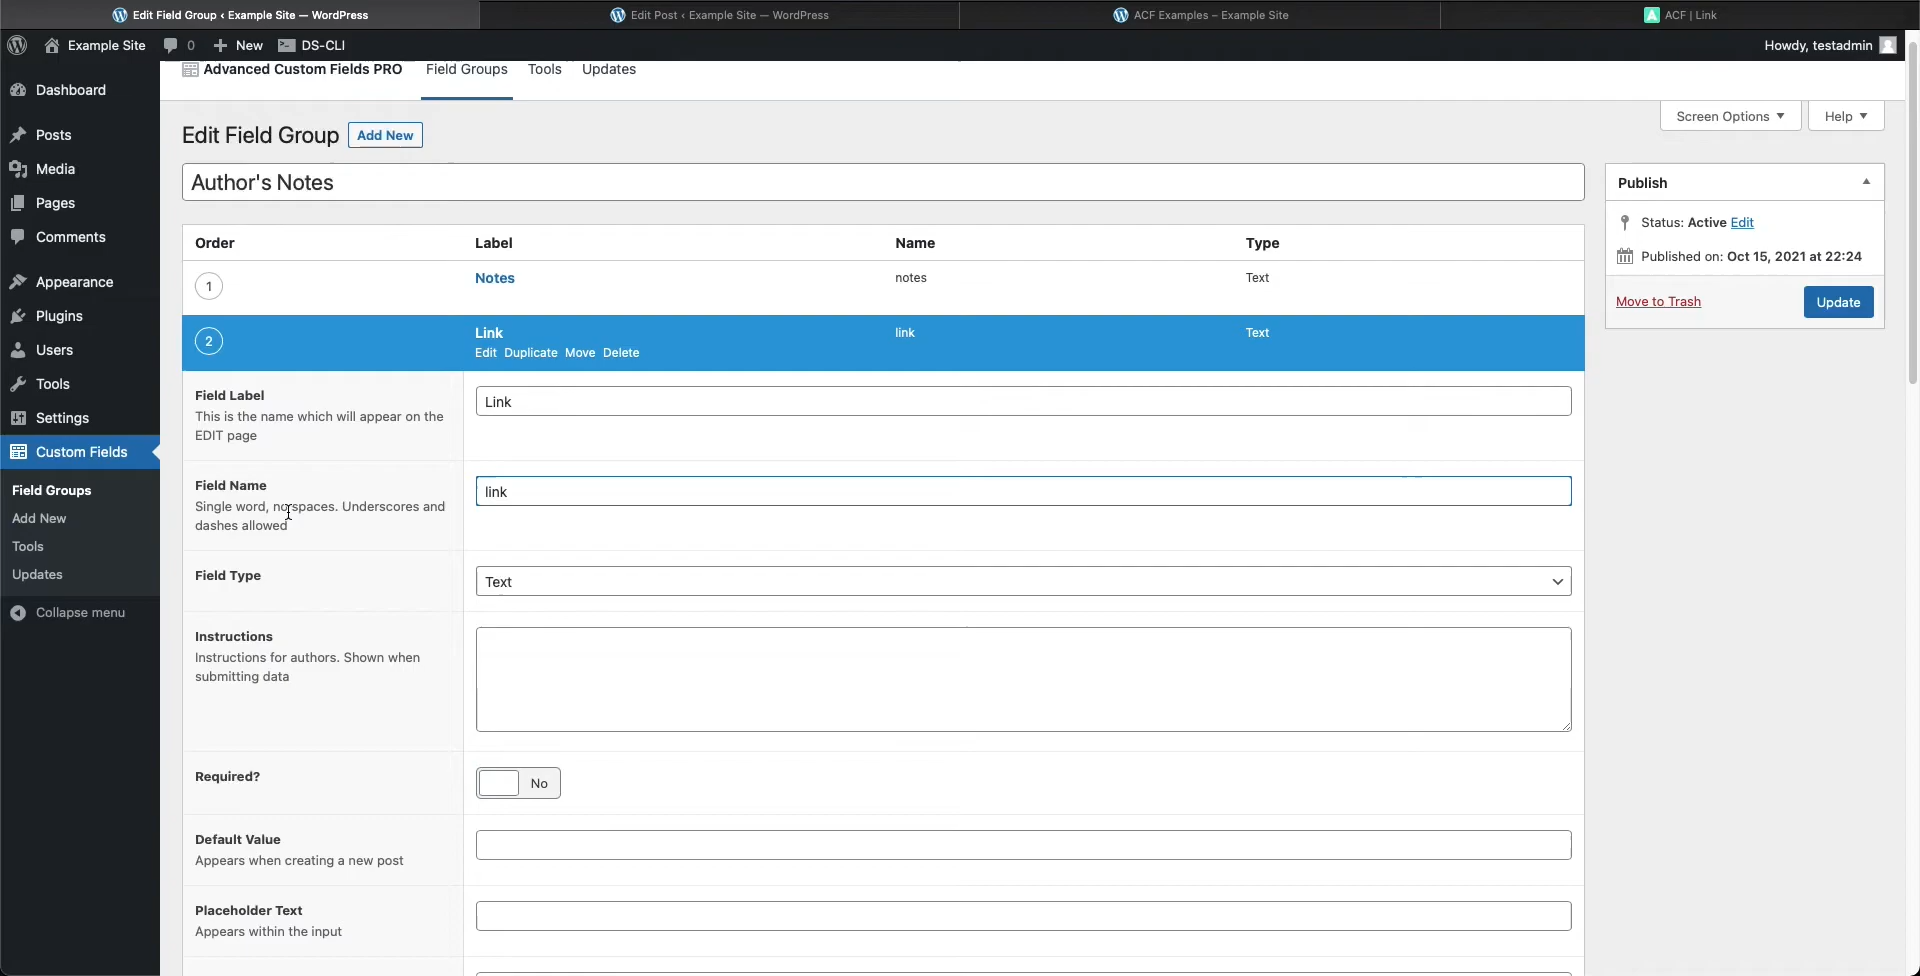 Edit Field Group ‹ Example Site — WordPress
Edit Post ‹ Example Site — WordPress
ACF Examples – Example Site
ACF | Link
Example Site
0
New
DS-CLI
Howdy, testadmin
Advanced Custom Fields PRO
Field Groups
Tools
Updates
Dashboard
Posts
Media
Pages
Comments
Appearance
Plugins
Users
Tools
Settings
Custom Fields
Field Groups
Add New
Tools
Updates
Collapse menu
Screen Options
Help
Edit Field Group
Add New
Author's Notes
Order
Label
Name
Type
1
Notes
notes
Text
2
Link
link
Text
Edit Duplicate Move Delete
Field Label
This is the name which will appear on the
EDIT page
Link
Field Name
Single word, no spaces. Underscores and
dashes allowed
link
Field Type
Text
Instructions
Instructions for authors. Shown when
submitting data
Required?
No
Default Value
Appears when creating a new post
Placeholder Text
Appears within the input
Publish
Status: Active Edit
Published on: Oct 15, 2021 at 22:24
Move to Trash
Update